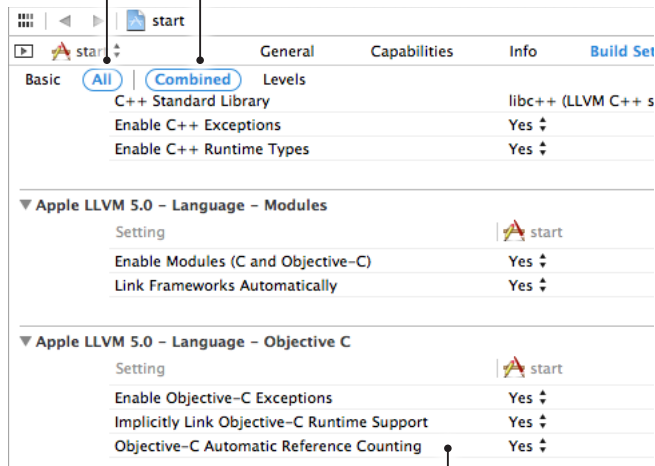 start
start General Capabilities Info Build Set
Basic All Combined Levels
C++ Standard Library libc++ (LLVM C++ s
Enable C++ Exceptions Yes
Enable C++ Runtime Types Yes
Apple LLVM 5.0 – Language – Modules
Setting start
Enable Modules (C and Objective-C) Yes
Link Frameworks Automatically Yes
Apple LLVM 5.0 – Language – Objective C
Setting start
Enable Objective-C Exceptions Yes
Implicitly Link Objective-C Runtime Support Yes
Objective-C Automatic Reference Counting Yes